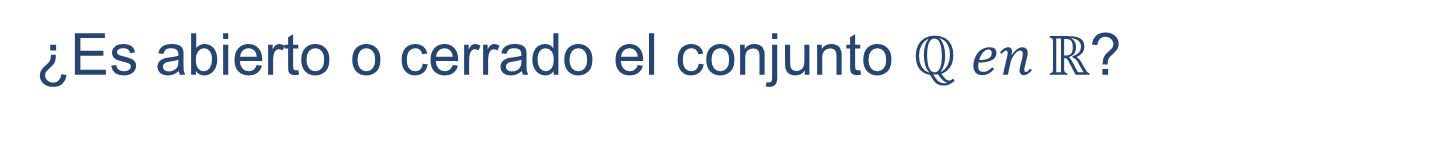 ¿Es abierto o cerrado el conjunto ℚ en ℝ?